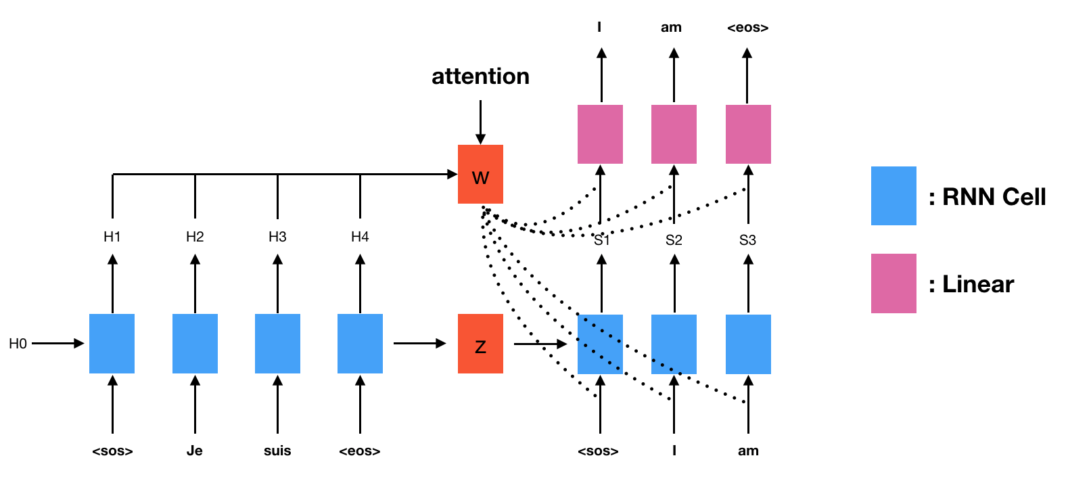 I am <eos>
attention
w
H1 H2 H3 H4
S1 S2 S3
H0
z
<sos> Je suis <eos>
<sos> I am
: RNN Cell
: Linear